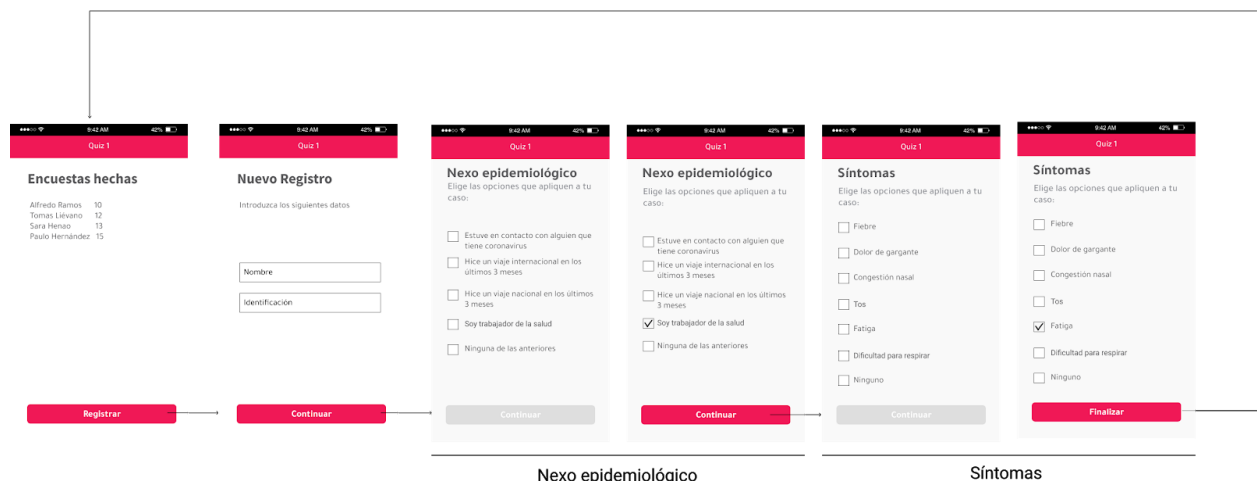 9:42 AM 42%
Quiz 1
Encuestas hechas
Alfredo Ramos 10
Tomas Liévano 12
Sara Henao 13
Paulo Hernández 15
Registrar
9:42 AM 42%
Quiz 1
Nuevo Registro
Introduzca los siguientes datos
Nombre
Identificación
Continuar
9:42 AM 42%
Quiz 1
Nexo epidemiológico
Elige las opciones que apliquen a tu
caso:
Estuve en contacto con alguien que
tiene coronavirus
Hice un viaje internacional en los
últimos 3 meses
Hice un viaje nacional en los últimos
3 meses
Soy trabajador de la salud
Ninguna de las anteriores
Continuar
9:42 AM 42%
Quiz 1
Nexo epidemiológico
Elige las opciones que apliquen a tu
caso:
Estuve en contacto con alguien que
tiene coronavirus
Hice un viaje internacional en los
últimos 3 meses
Hice un viaje nacional en los últimos
3 meses
Soy trabajador de la salud
Ninguna de las anteriores
Continuar
Nexo epidemiológico
9:42 AM 42%
Quiz 1
Síntomas
Elige las opciones que apliquen a tu
caso:
Fiebre
Dolor de gargante
Congestión nasal
Tos
Fatiga
Dificultad para respirar
Ninguno
Continuar
9:42 AM 42%
Quiz 1
Síntomas
Elige las opciones que apliquen a tu
caso:
Fiebre
Dolor de gargante
Congestión nasal
Tos
Fatiga
Dificultad para respirar
Ninguno
Finalizar
Síntomas